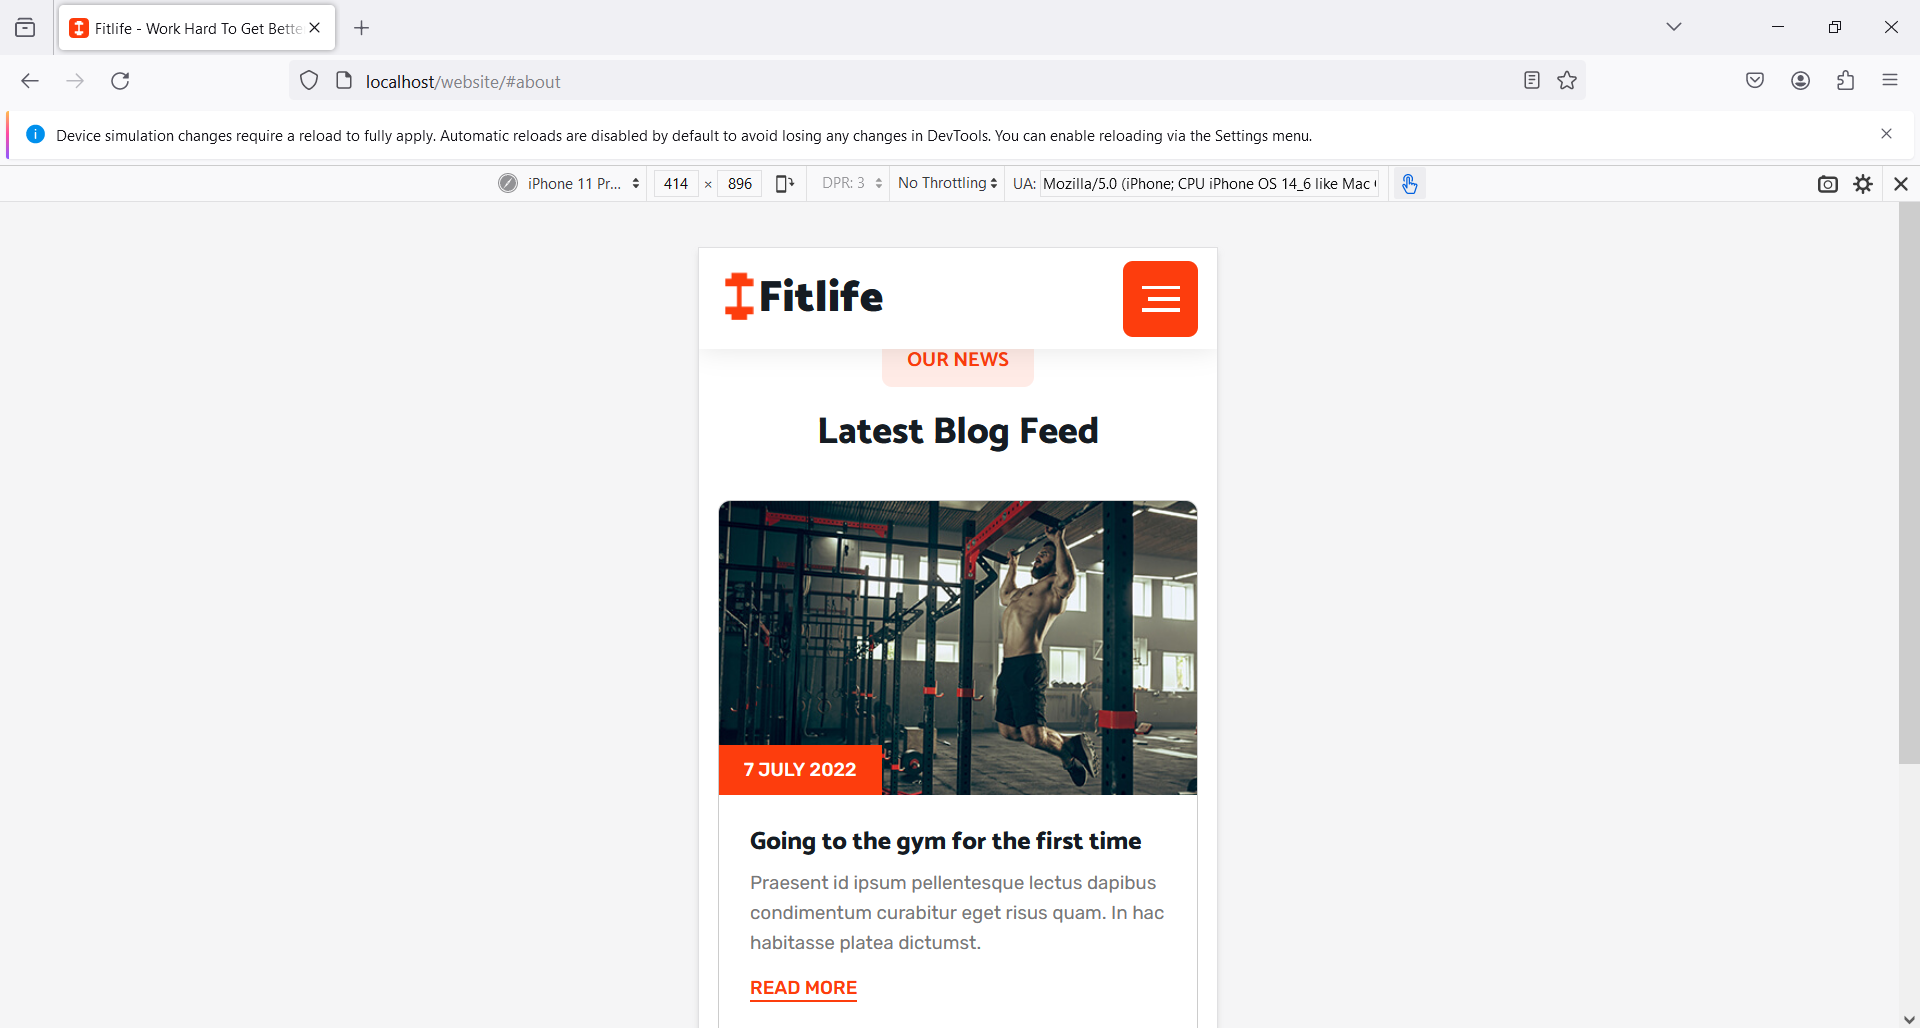 Fitlife - Work Hard To Get Bette
localhost/website/#about
Device simulation changes require a reload to fully apply. Automatic reloads are disabled by default to avoid losing any changes in DevTools. You can enable reloading via the Settings menu.
iPhone 11 Pr... 414 × 896 DPR: 3 No Throttling UA: Mozilla/5.0 (iPhone; CPU iPhone OS 14_6 like Mac
Fitlife
OUR NEWS
Latest Blog Feed
7 JULY 2022
Going to the gym for the first time
Praesent id ipsum pellentesque lectus dapibus
condimentum curabitur eget risus quam. In hac
habitasse platea dictumst.
READ MORE